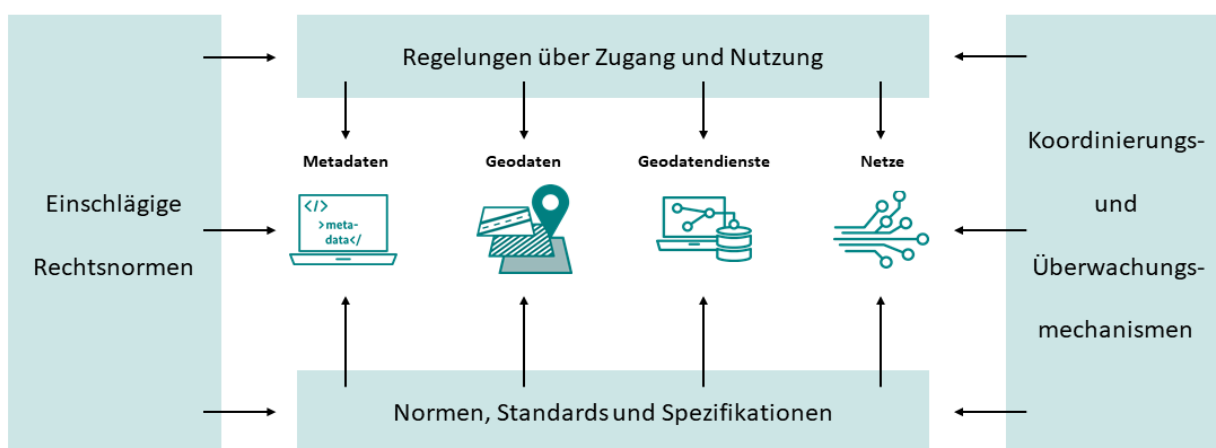 Regelungen über Zugang und Nutzung
Einschlägige
Rechtsnormen
Metadaten
Geodaten
Geodatendienste
Netze
</>
>meta-
data</
Koordinierungs-
und
Überwachungs-
mechanismen
Normen, Standards und Spezifikationen